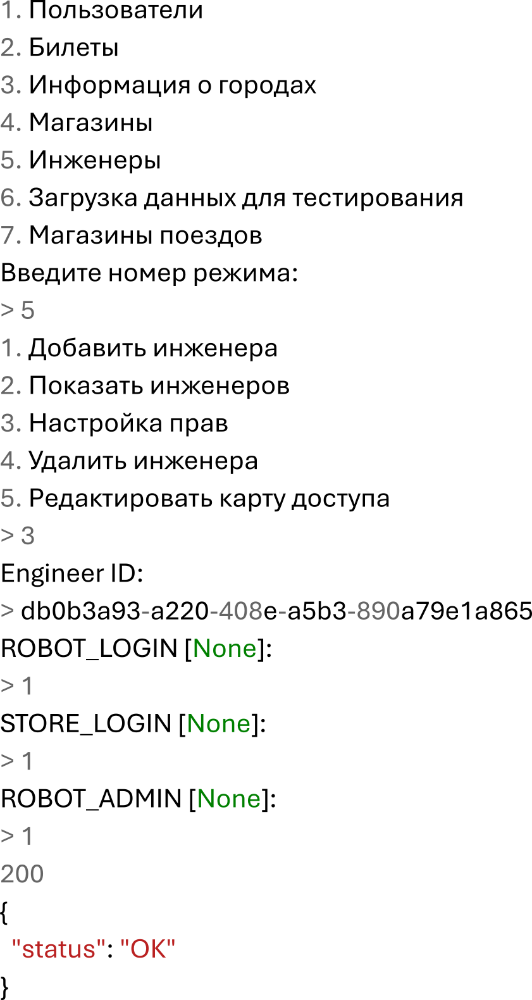 1. Пользователи
2. Билеты
3. Информация о городах
4. Магазины
5. Инженеры
6. Загрузка данных для тестирования
7. Магазины поездов
Введите номер режима:
> 5
1. Добавить инженера
2. Показать инженеров
3. Настройка прав
4. Удалить инженера
5. Редактировать карту доступа
> 3
Engineer ID:
> db0b3a93-a220-408e-a5b3-890a79e1a865
ROBOT_LOGIN [None]:
> 1
STORE_LOGIN [None]:
> 1
ROBOT_ADMIN [None]:
> 1
200
{
  "status": "OK"
}